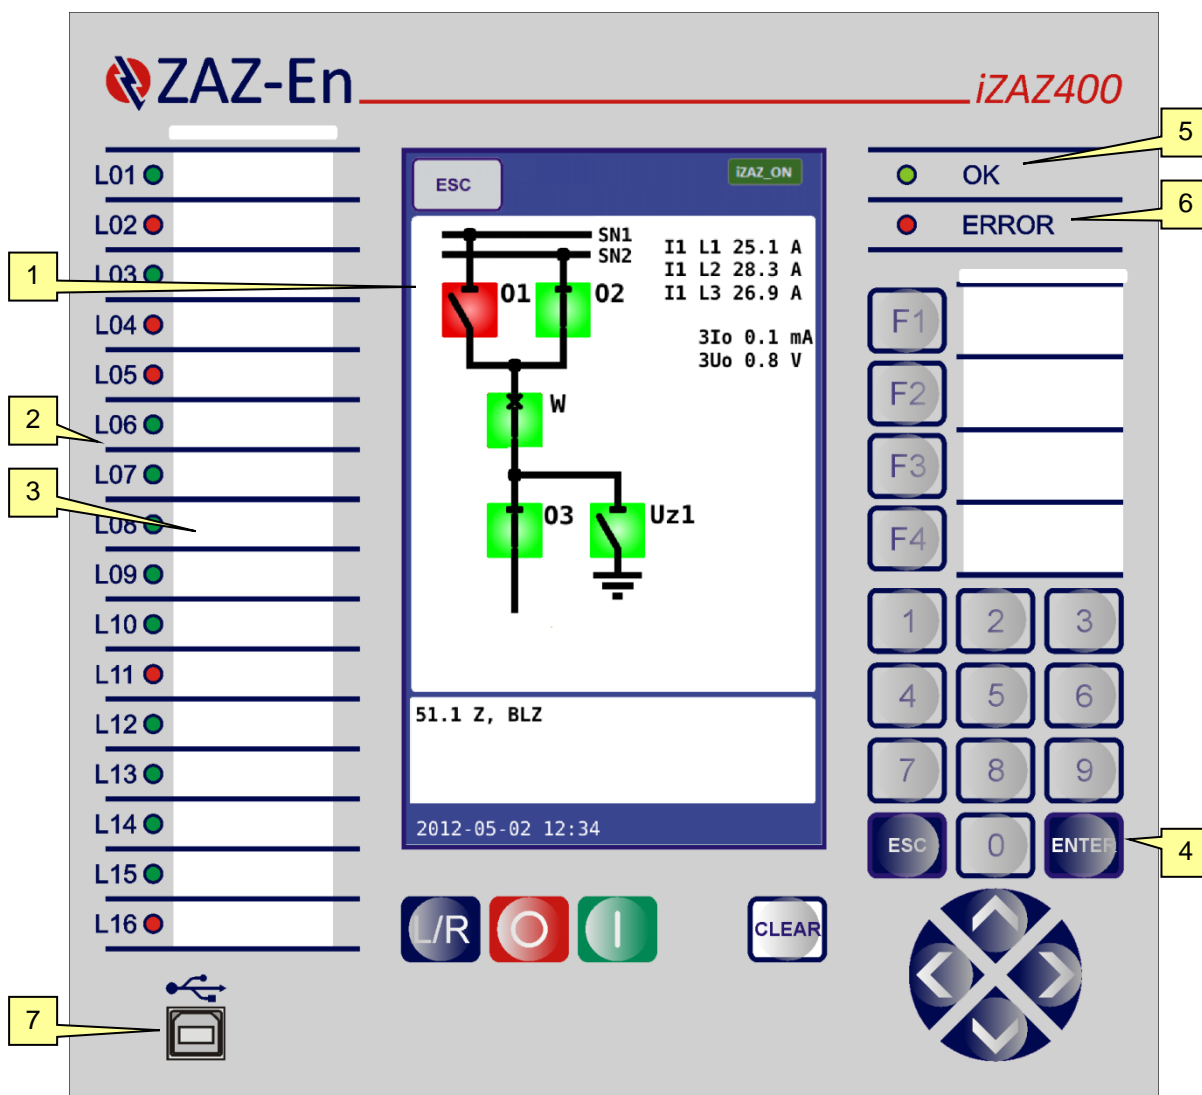 ZAZ-En
iZAZ400
5
L01
ESC
iZAZ_ON
OK
6
L02
ERROR
SN1
SN2
1
L03
I1 L1 25.1 A
I1 L2 28.3 A
I1 L3 26.9 A
O1
O2
L04
F1
3Io 0.1 mA
3Uo 0.8 V
L05
F2
2
L06
W
L07
F3
3
L08
O3
Uz1
F4
L09
L10
1
2
3
L11
4
5
6
L12
51.1 Z, BLZ
L13
7
8
9
L14
2012-05-02 12:34
ESC
0
ENTER
4
L15
L16
L/R
O
I
CLEAR
7